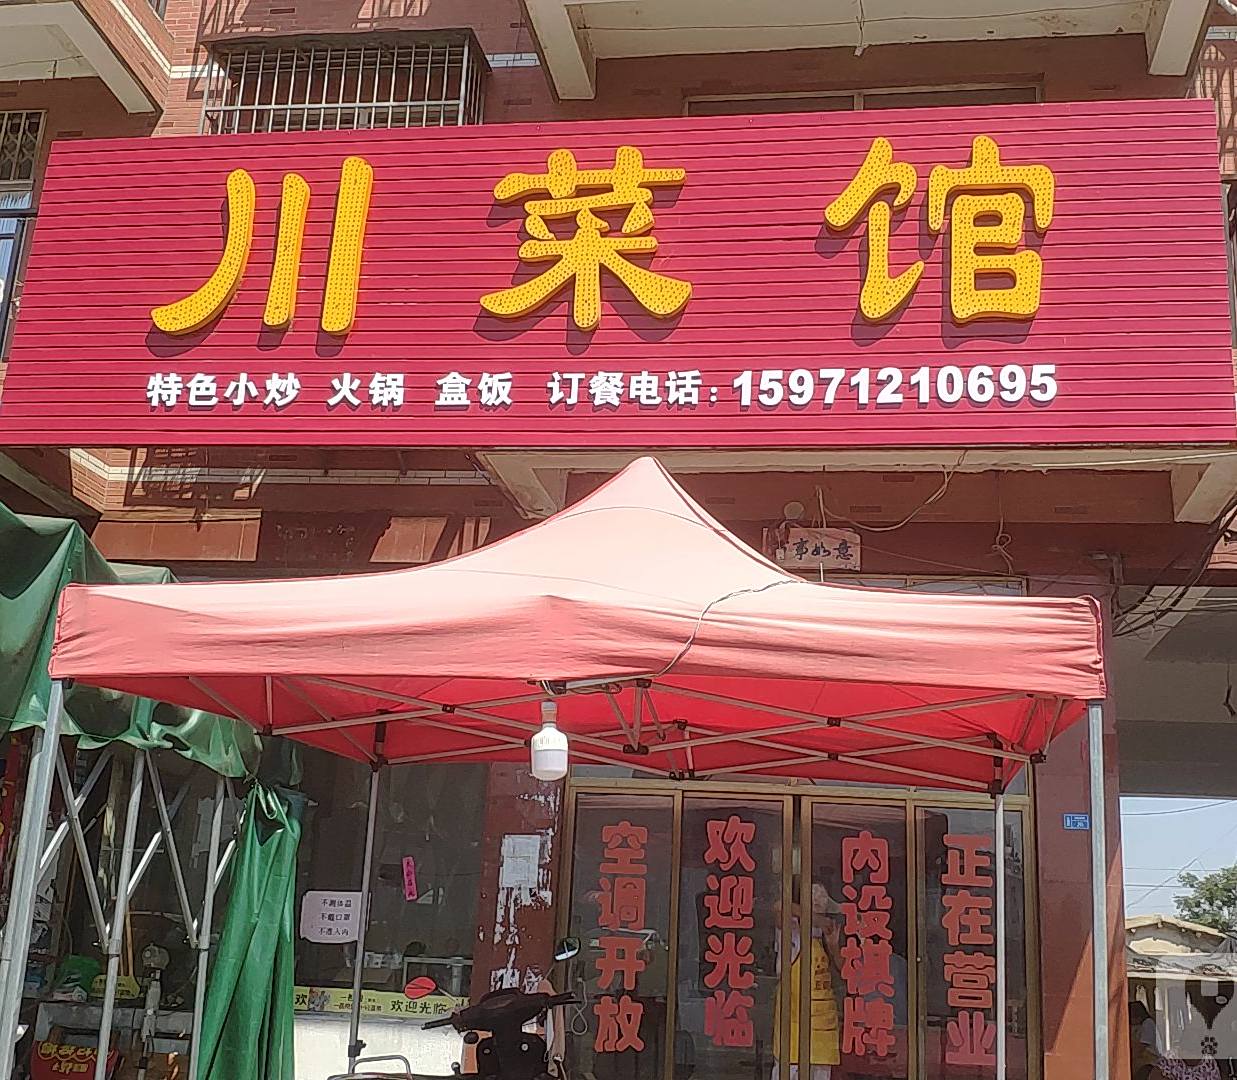 川菜馆
特色小炒 火锅 盒饭 订餐电话:15971210695
事如意
空调开放
欢迎光临
内设棋牌
正在营业
不测体温
不戴口罩
不准入内
欢迎光临